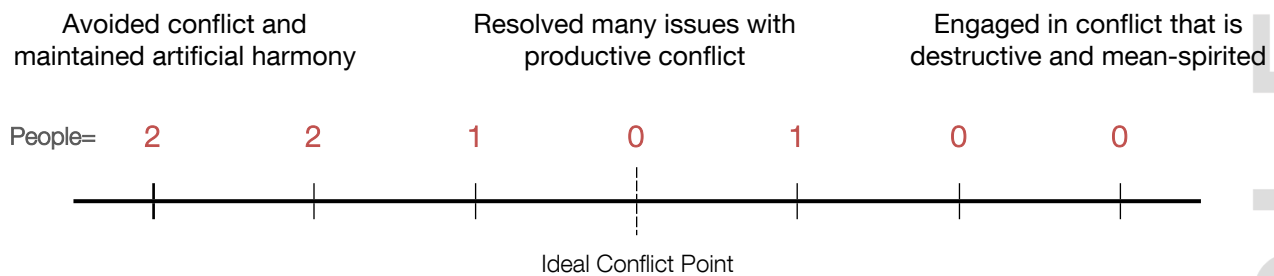 Avoided conflict and
maintained artificial harmony
Resolved many issues with
productive conflict
Engaged in conflict that is
destructive and mean-spirited
People= 2 2 1 0 1 0 0
Ideal Conflict Point